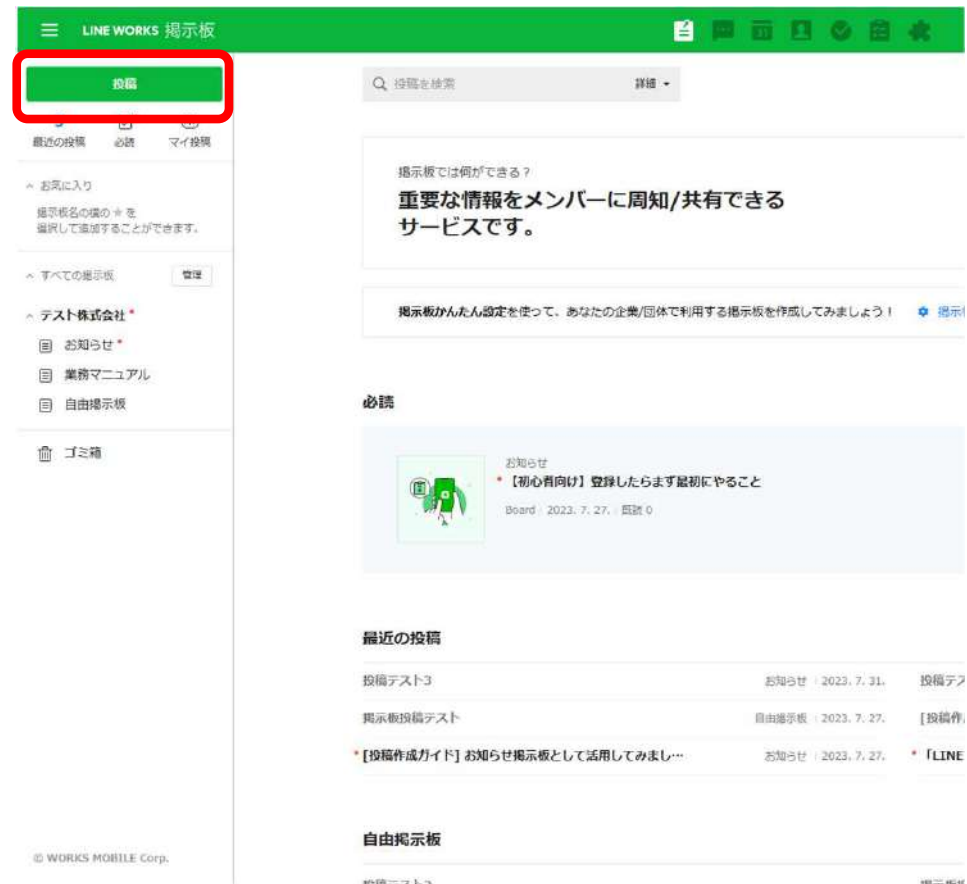 LINE WORKS 掲示板
投稿
投稿を検索
詳細
最近の投稿 必読 マイ投稿
お気に入り
掲示板名の横の ☆ を
選択して追加することができます。
すべての掲示板 管理
テスト株式会社
お知らせ
業務マニュアル
自由掲示板
ゴミ箱
© WORKS MOBILE Corp.
掲示板では何ができる?
重要な情報をメンバーに周知/共有できる
サービスです。
掲示板かんたん設定を使って、あなたの企業/団体で利用する掲示板を作成してみましょう! 掲示
必読
お知らせ
【初心者向け】登録したらまず最初にやること
Board 2023. 7. 27. 既読 0
最近の投稿
投稿テスト3 お知らせ 2023. 7. 31. 投稿テス
掲示板投稿テスト 自由掲示板 2023. 7. 27. [投稿作
[投稿作成ガイド] お知らせ掲示板として活用してみまし… お知らせ 2023. 7. 27. 「LINE
自由掲示板